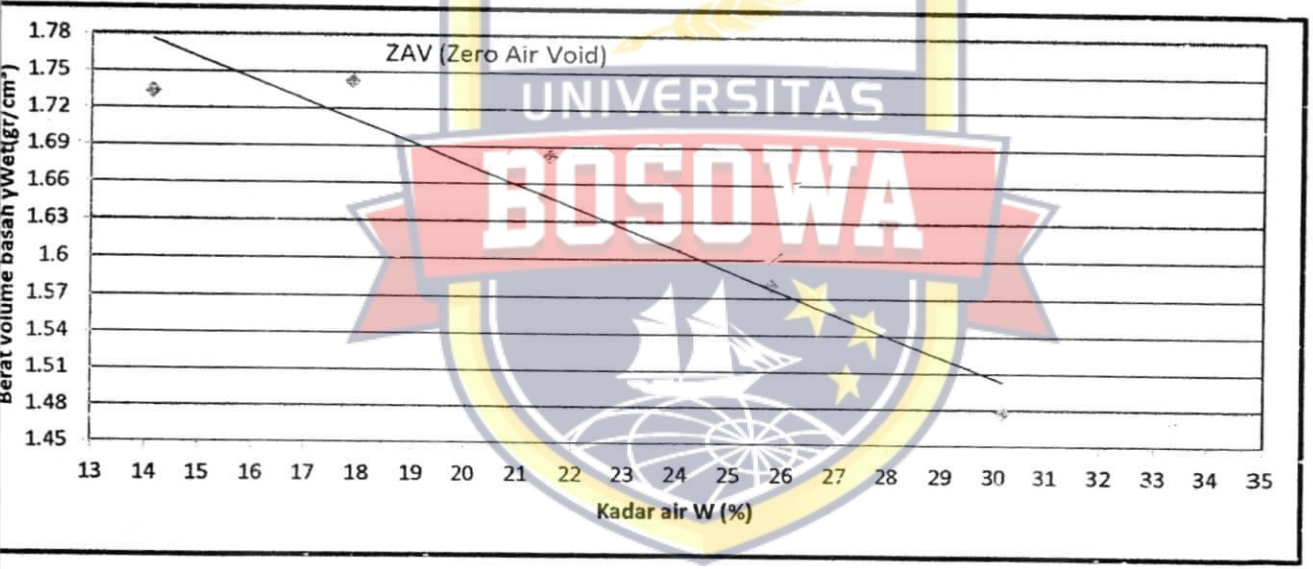 1.78
ZAV (Zero Air Void)
1.75
UNIVERSITAS
1.72
1.69
BOSOWA
1.66
1.63
1.6
1.57
1.54
1.51
1.48
1.45
Berat volume basah γWet(gr/cm³)
13 14 15 16 17 18 19 20 21 22 23 24 25 26 27 28 29 30 31 32 33 34 35
Kadar air W (%)